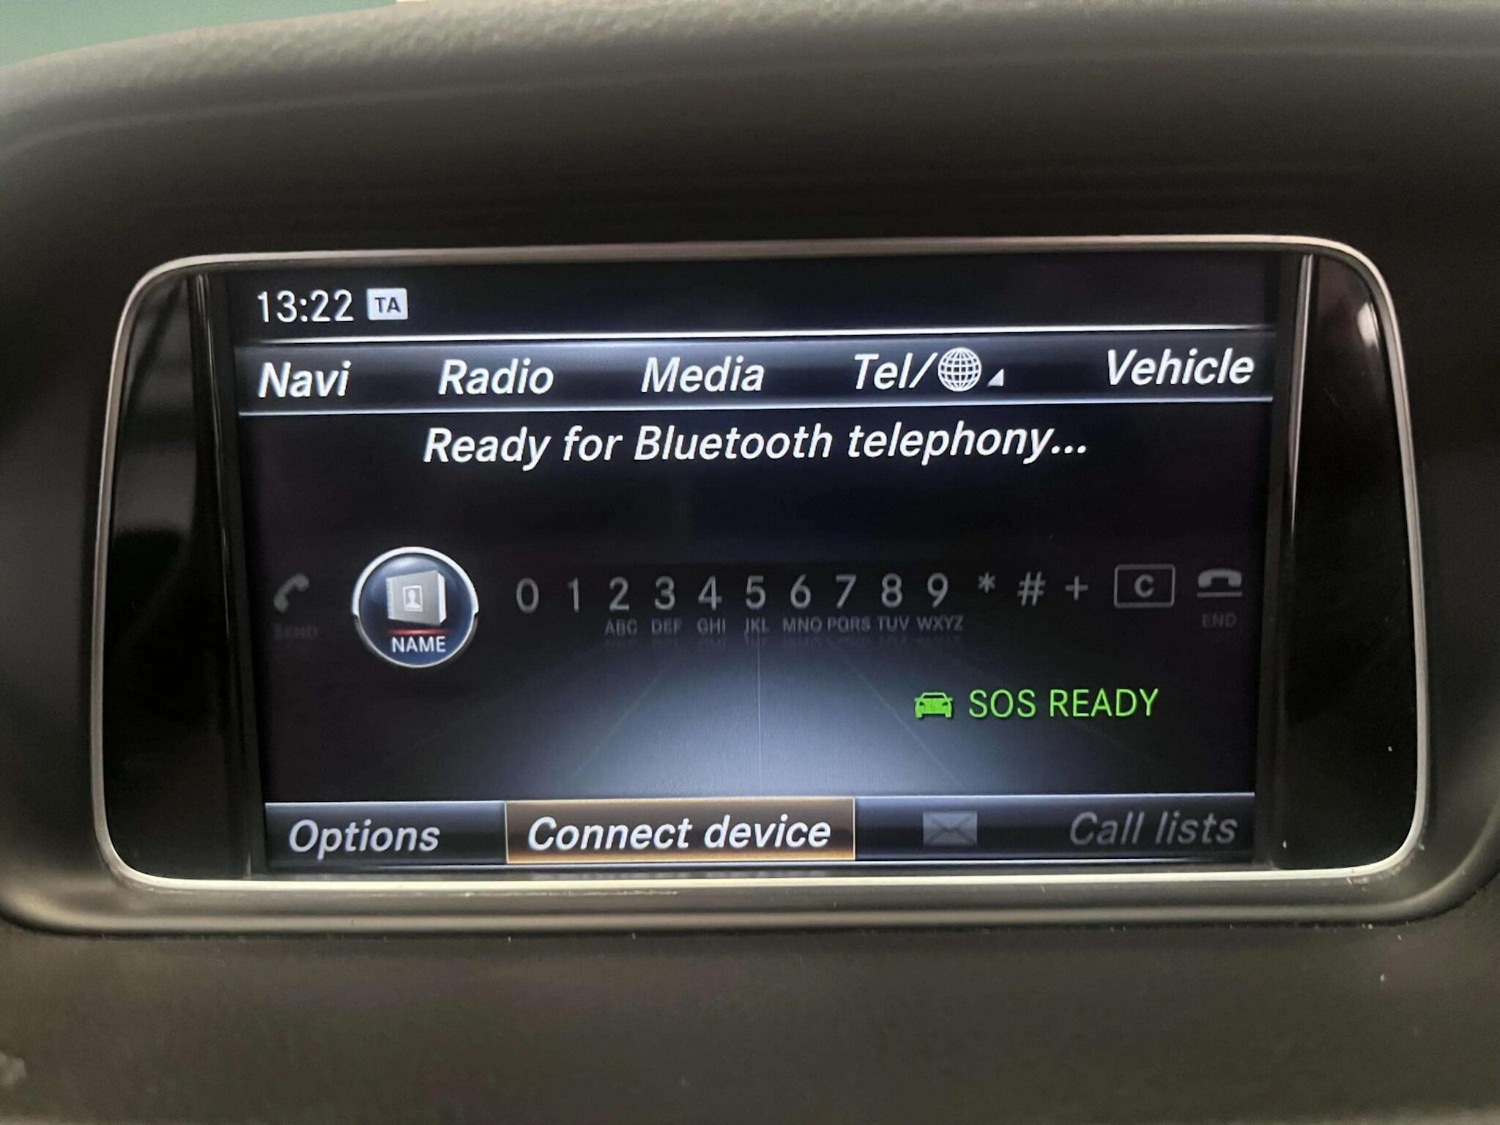 13:22 TA
Navi Radio Media Tel/ Vehicle
Ready for Bluetooth telephony...
0 1 2 3 4 5 6 7 8 9 * # + C
SEND NAME ABC DEF GHI JKL MNO PQRS TUV WXYZ END
SOS READY
Options Connect device Call lists